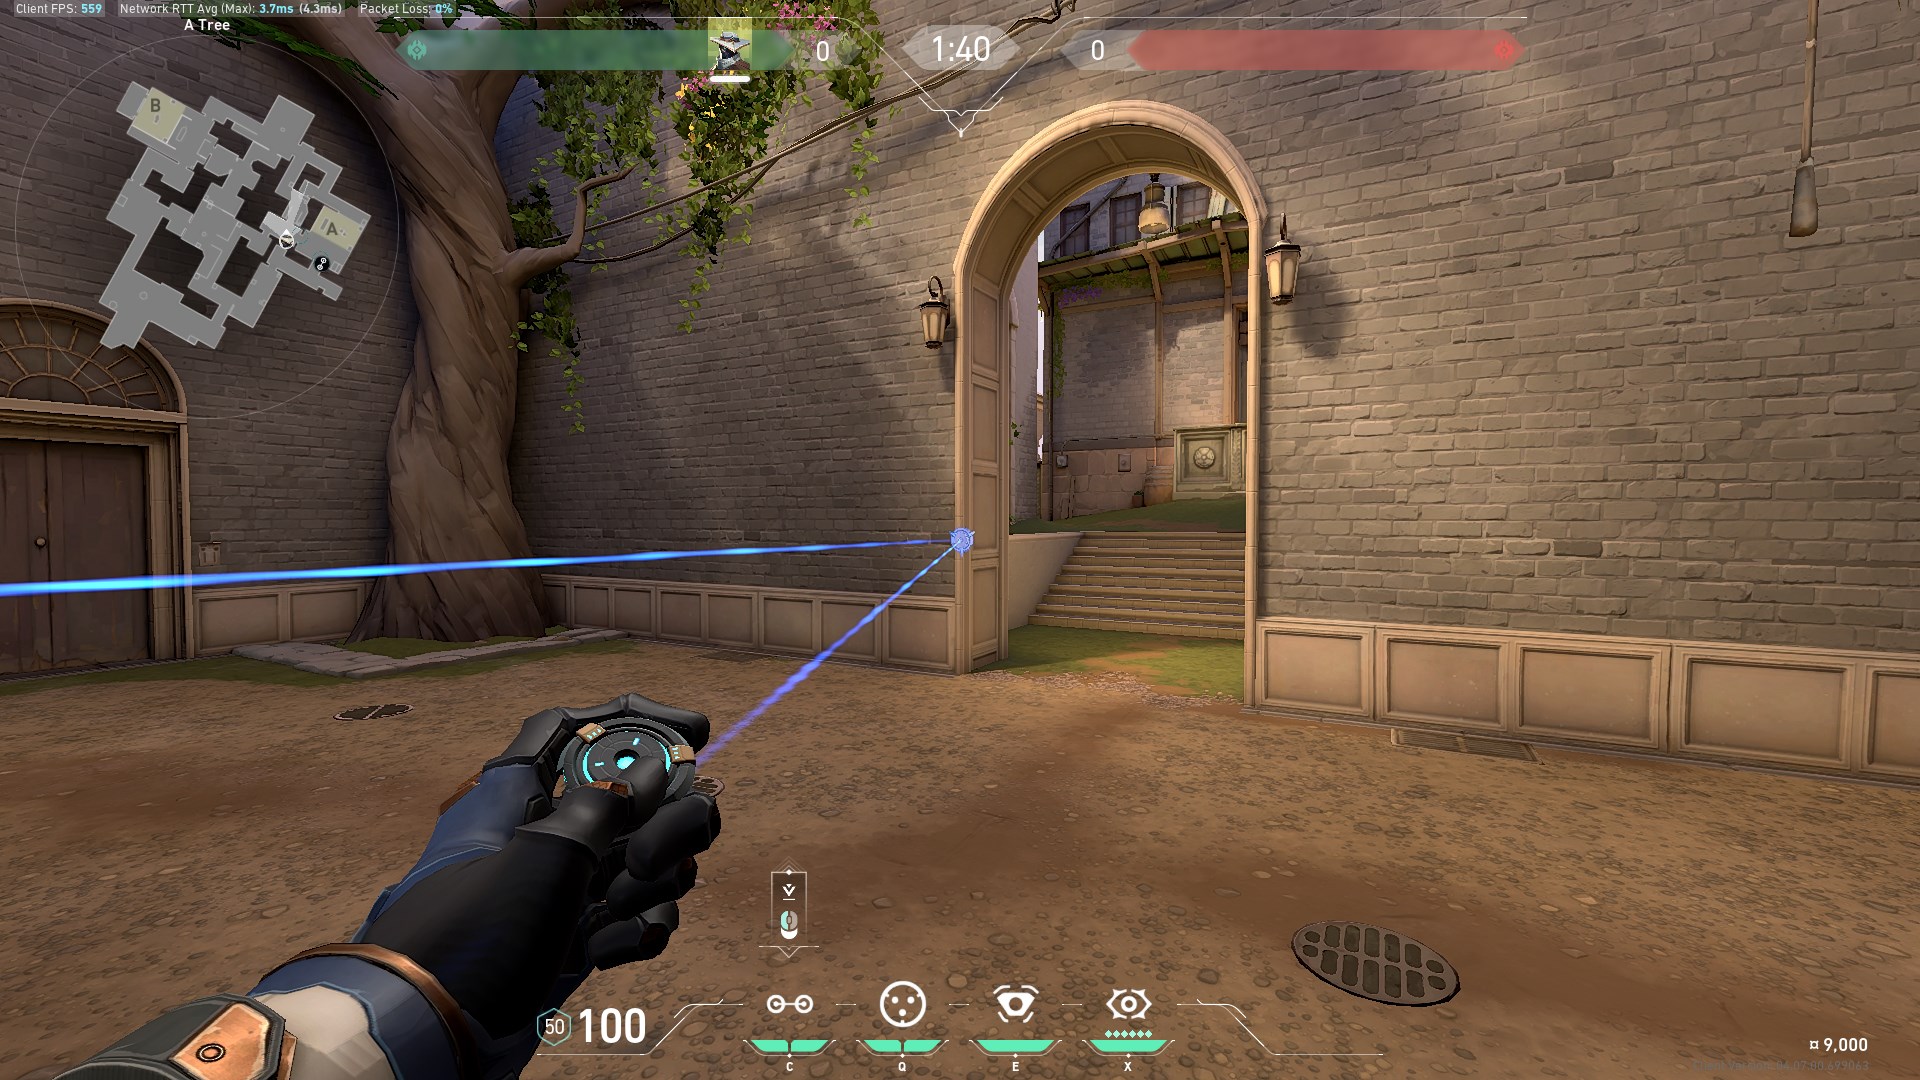 Client FPS: 559 Network RTT Avg (Max): 3.7ms (4.3ms) Packet Loss: 0%
A Tree
0 1:40 0
B
A
50 100
C Q E X
¤ 9,000